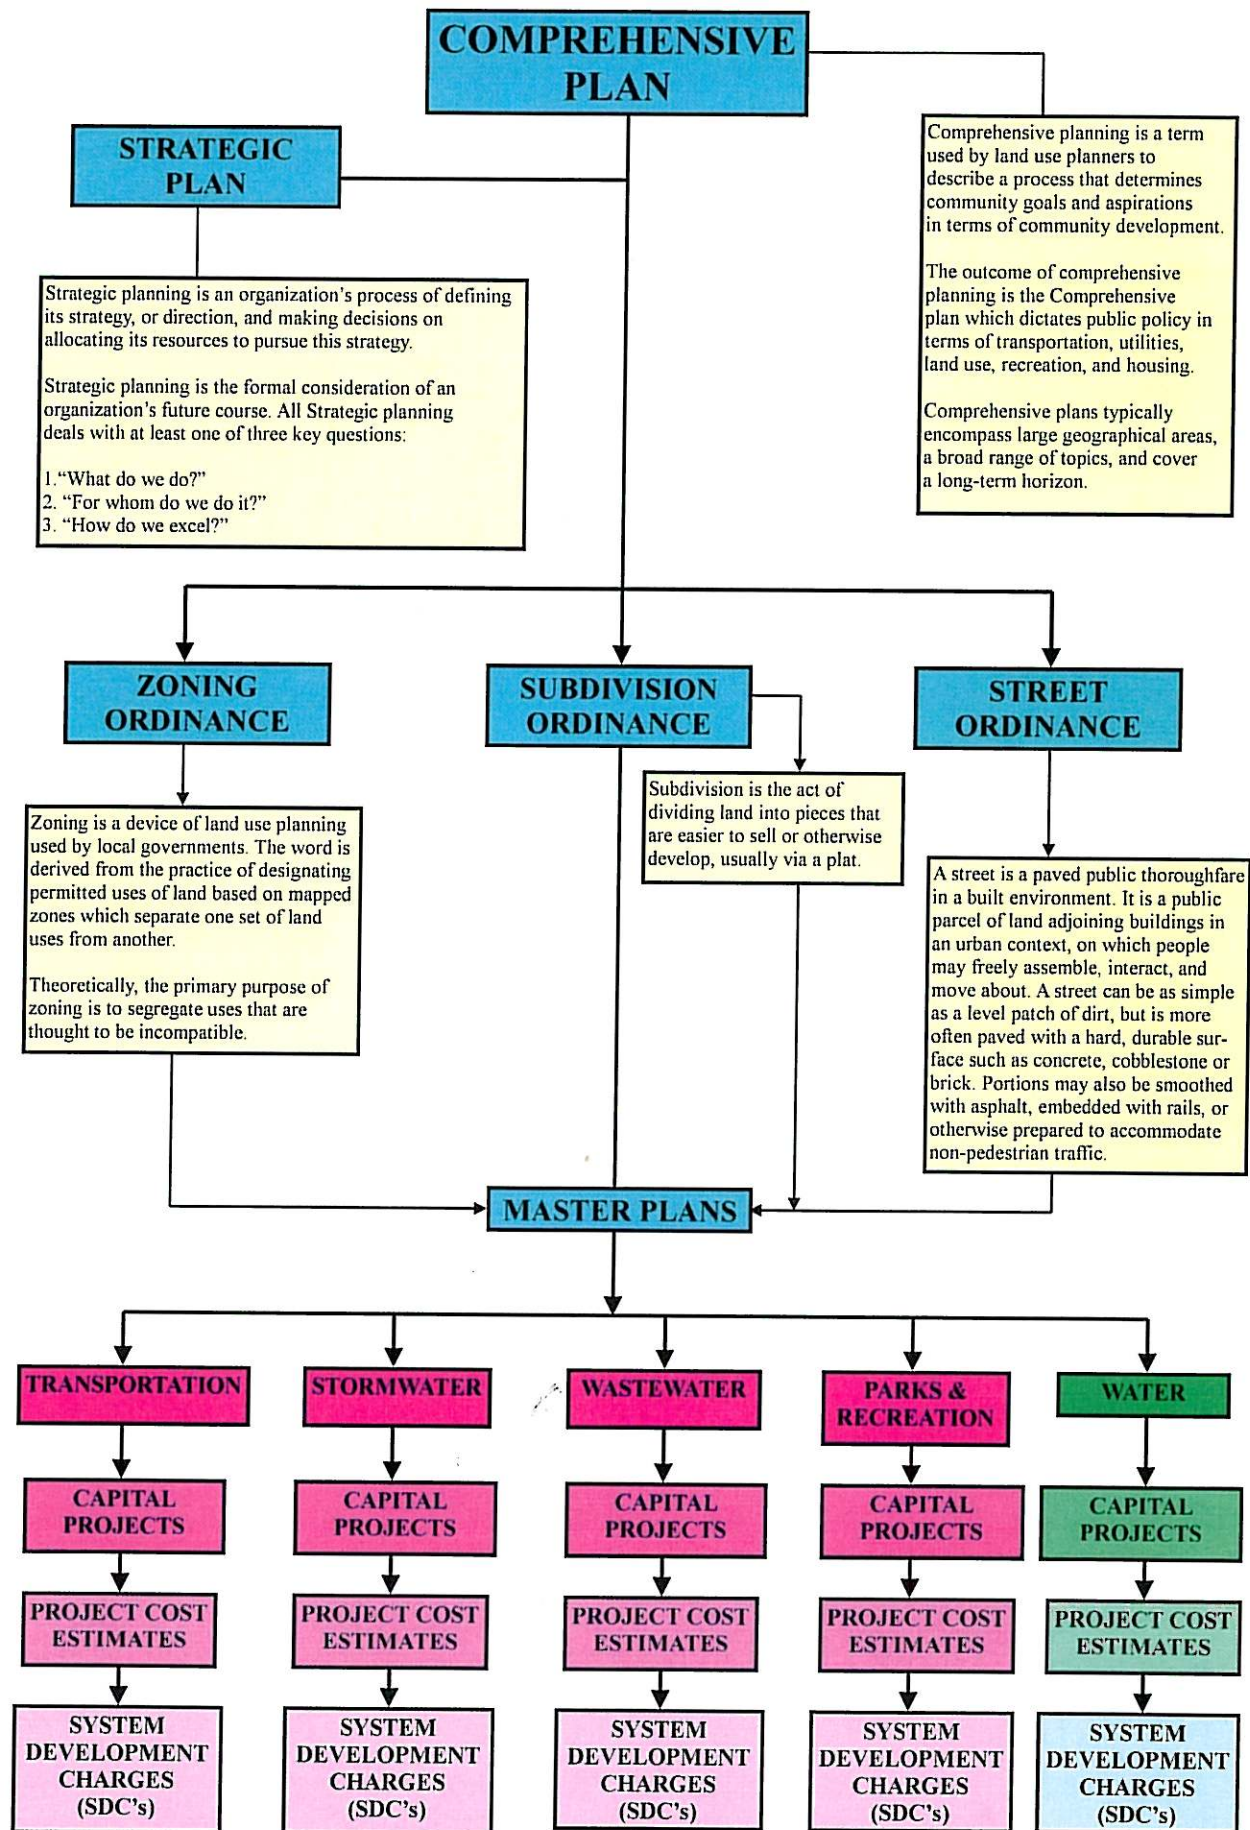 COMPREHENSIVE
PLAN
STRATEGIC
PLAN
Comprehensive planning is a term
used by land use planners to
describe a process that determines
community goals and aspirations
in terms of community development.
The outcome of comprehensive
planning is the Comprehensive
plan which dictates public policy in
terms of transportation, utilities,
land use, recreation, and housing.
Comprehensive plans typically
encompass large geographical areas,
a broad range of topics, and cover
a long-term horizon.
Strategic planning is an organization's process of defining
its strategy, or direction, and making decisions on
allocating its resources to pursue this strategy.
Strategic planning is the formal consideration of an
organization's future course. All Strategic planning
deals with at least one of three key questions:
1.“What do we do?”
2. “For whom do we do it?”
3. “How do we excel?”
ZONING
ORDINANCE
SUBDIVISION
ORDINANCE
STREET
ORDINANCE
Zoning is a device of land use planning
used by local governments. The word is
derived from the practice of designating
permitted uses of land based on mapped
zones which separate one set of land
uses from another.
Theoretically, the primary purpose of
zoning is to segregate uses that are
thought to be incompatible.
Subdivision is the act of
dividing land into pieces that
are easier to sell or otherwise
develop, usually via a plat.
A street is a paved public thoroughfare
in a built environment. It is a public
parcel of land adjoining buildings in
an urban context, on which people
may freely assemble, interact, and
move about. A street can be as simple
as a level patch of dirt, but is more
often paved with a hard, durable sur-
face such as concrete, cobblestone or
brick. Portions may also be smoothed
with asphalt, embedded with rails, or
otherwise prepared to accommodate
non-pedestrian traffic.
MASTER PLANS
TRANSPORTATION
STORMWATER
WASTEWATER
PARKS &
RECREATION
WATER
CAPITAL
PROJECTS
CAPITAL
PROJECTS
CAPITAL
PROJECTS
CAPITAL
PROJECTS
CAPITAL
PROJECTS
PROJECT COST
ESTIMATES
PROJECT COST
ESTIMATES
PROJECT COST
ESTIMATES
PROJECT COST
ESTIMATES
PROJECT COST
ESTIMATES
SYSTEM
DEVELOPMENT
CHARGES
(SDC's)
SYSTEM
DEVELOPMENT
CHARGES
(SDC's)
SYSTEM
DEVELOPMENT
CHARGES
(SDC's)
SYSTEM
DEVELOPMENT
CHARGES
(SDC's)
SYSTEM
DEVELOPMENT
CHARGES
(SDC's)